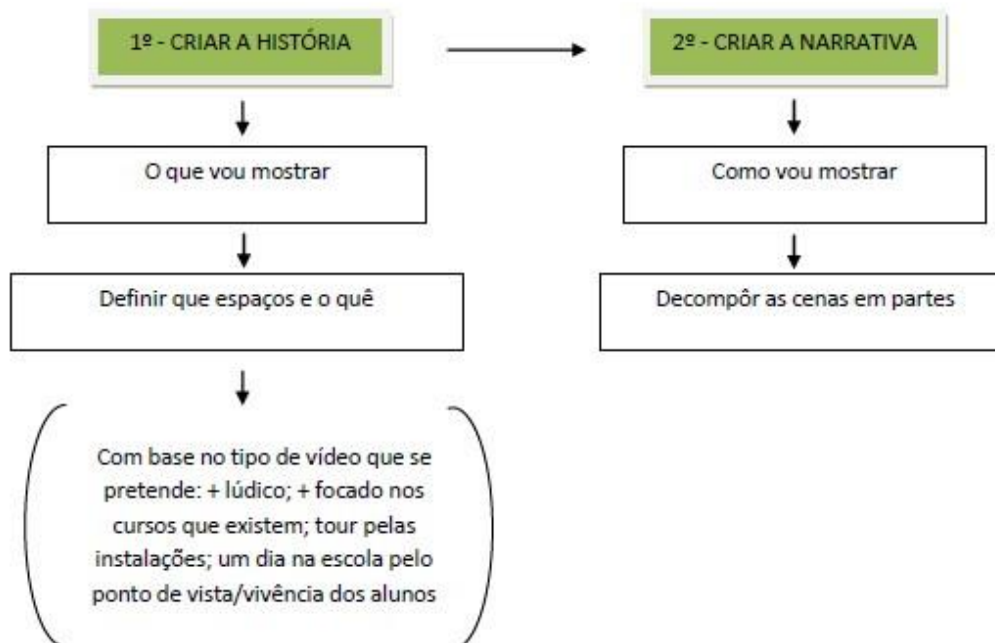 1º - CRIAR A HISTÓRIA
2º - CRIAR A NARRATIVA
O que vou mostrar
Como vou mostrar
Definir que espaços e o quê
Decompôr as cenas em partes
Com base no tipo de vídeo que se
pretende: + lúdico; + focado nos
cursos que existem; tour pelas
instalações; um dia na escola pelo
ponto de vista/vivência dos alunos